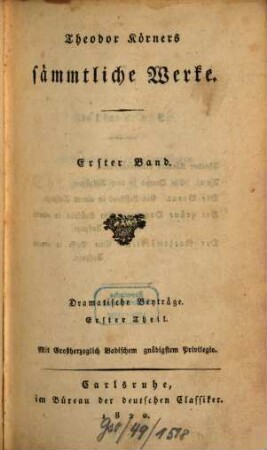 Theodor Körners
sämmtliche Werke.
Erster Band.
Dramatische Beyträge.
Erster Theil.
Mit Großherzoglich Badischem gnädigstem Privilegio.
Carlsruhe,
im Büreau der deutschen Classiker.
1820.